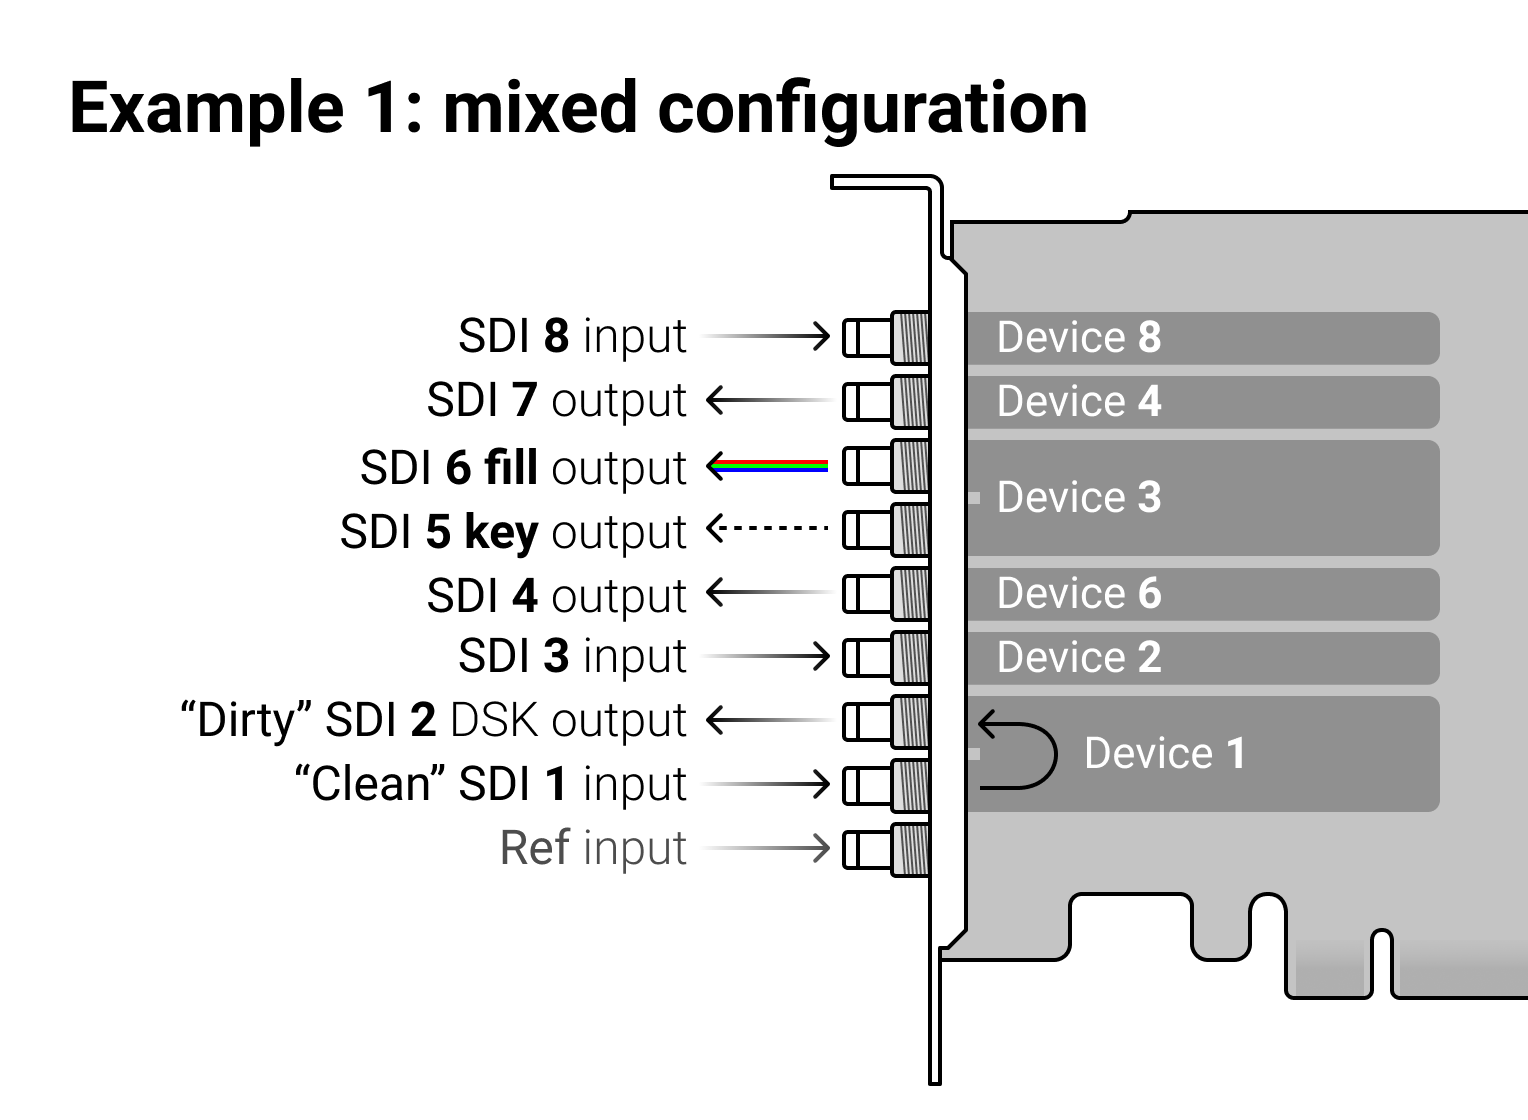 Example 1: mixed configuration
SDI 8 input
Device 8
SDI 7 output
Device 4
SDI 6 fill output
SDI 5 key output
Device 3
SDI 4 output
Device 6
SDI 3 input
Device 2
“Dirty” SDI 2 DSK output
“Clean” SDI 1 input
Device 1
Ref input